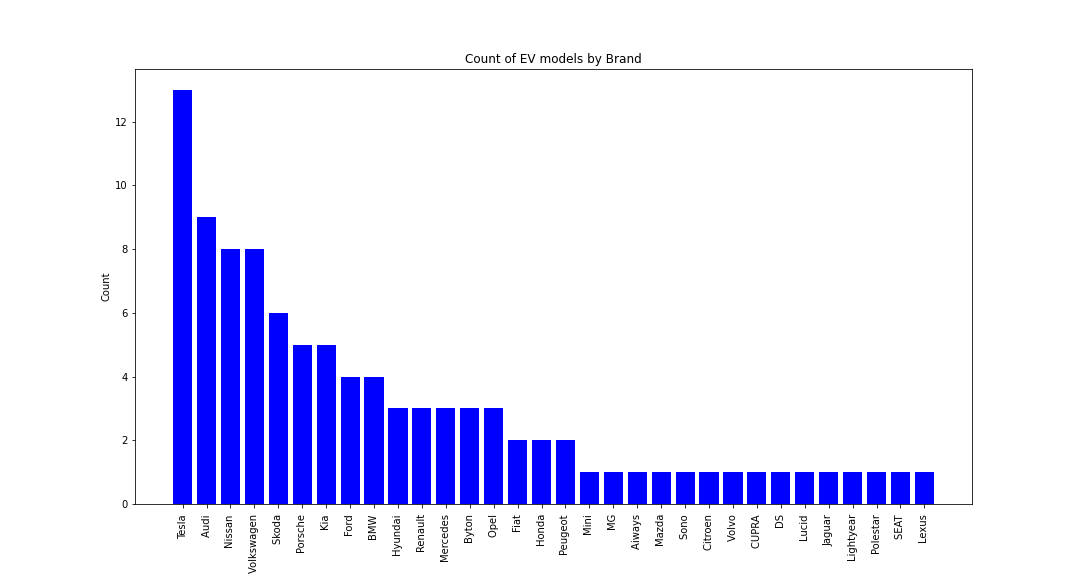 Count of EV models by Brand
Count
12
10
8
6
4
2
0
Tesla
Audi
Nissan
Volkswagen
Skoda
Porsche
Kia
Ford
BMW
Hyundai
Renault
Mercedes
Byton
Opel
Fiat
Honda
Peugeot
Mini
MG
Aiways
Mazda
Sono
Citroen
Volvo
CUPRA
DS
Lucid
Jaguar
Lightyear
Polestar
SEAT
Lexus